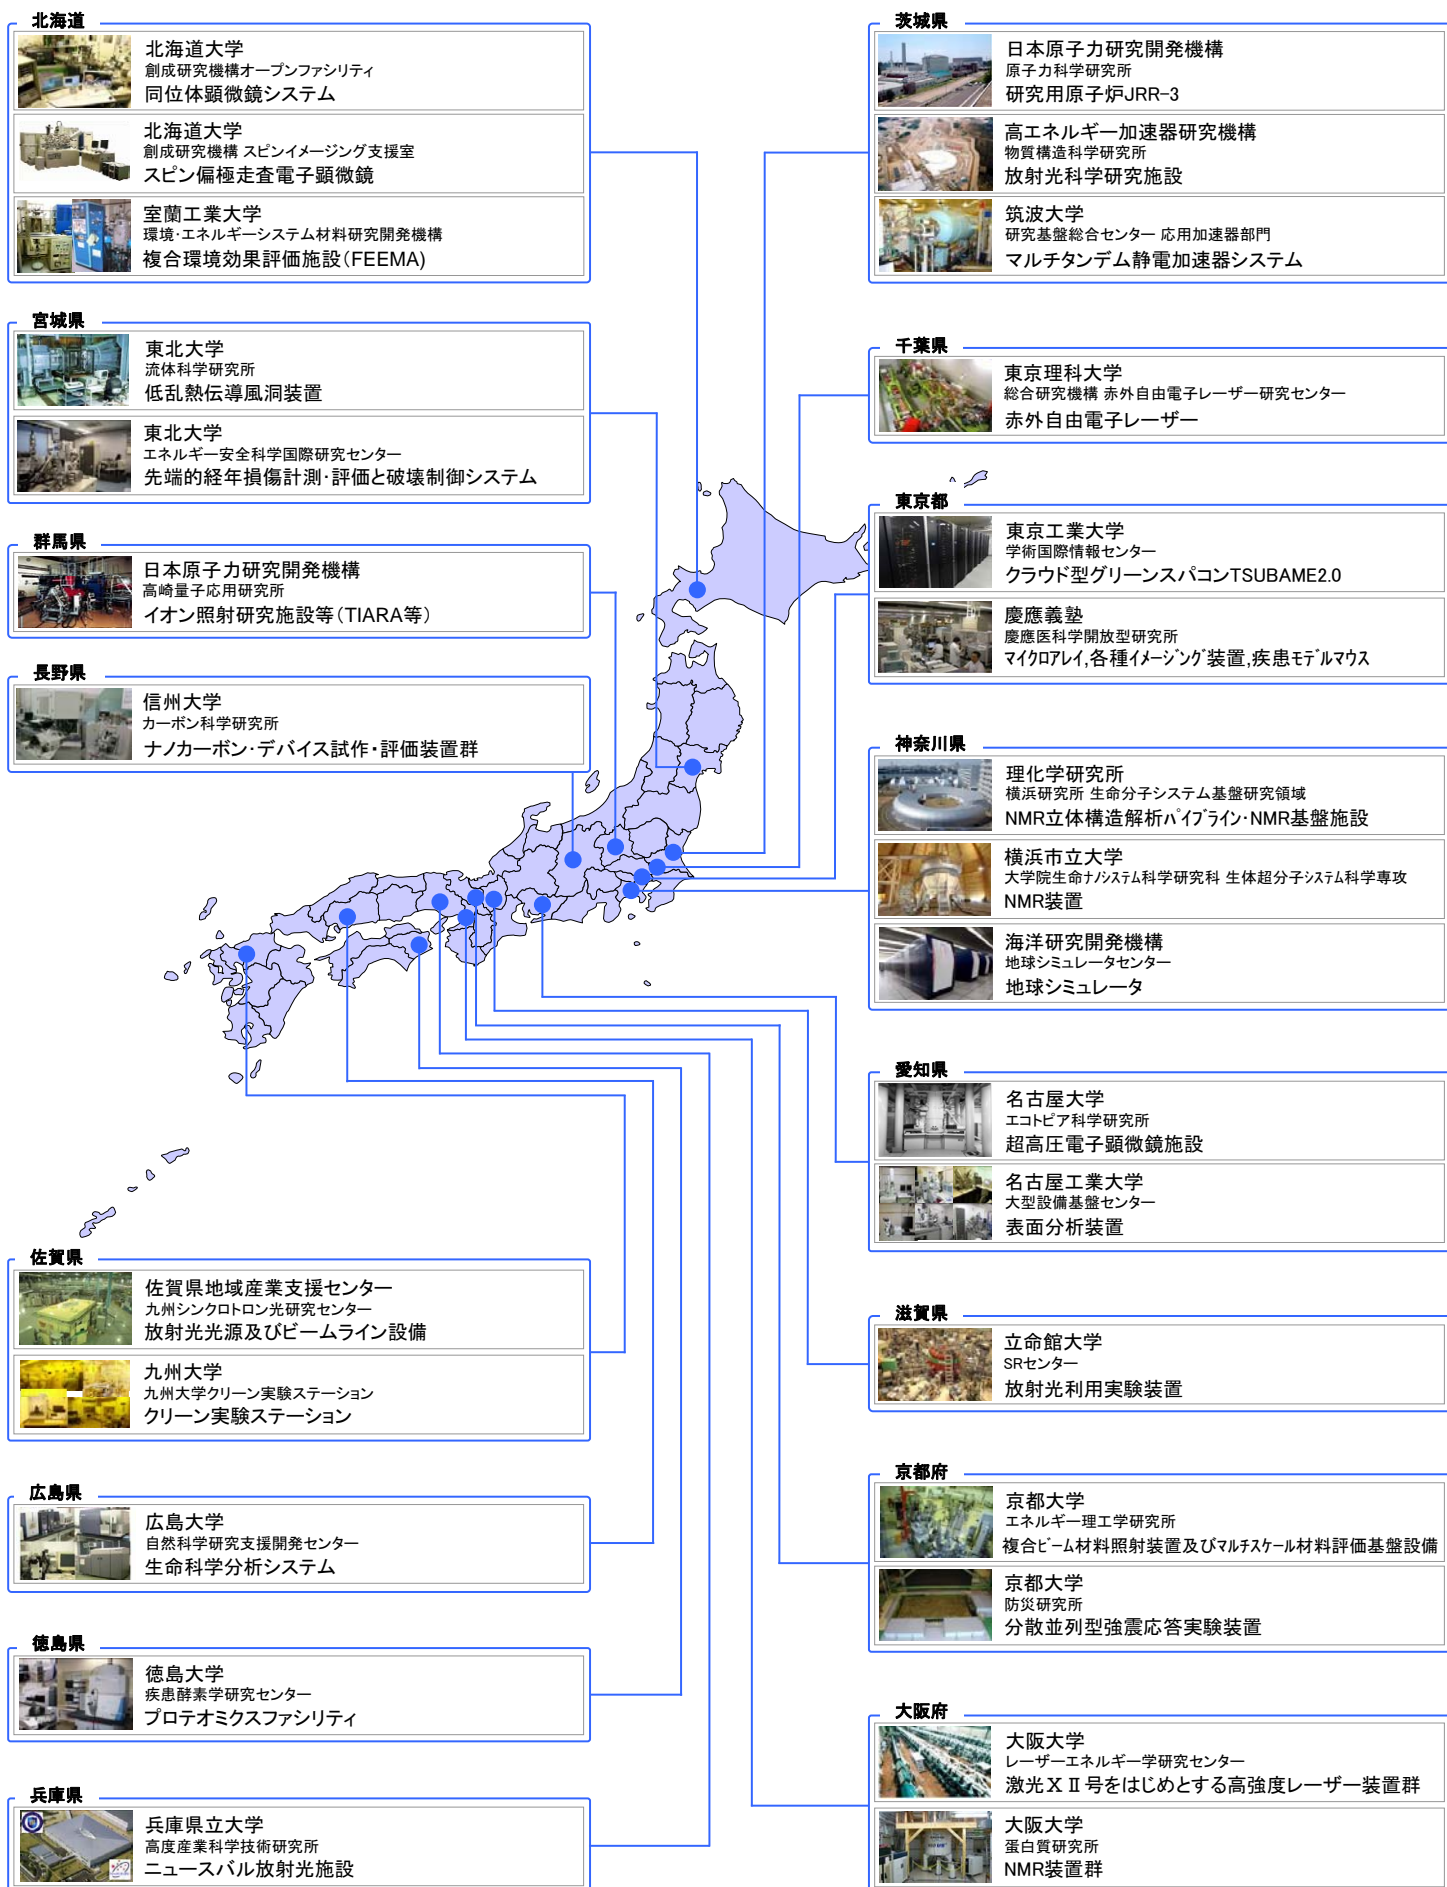 北海道
北海道大学
創成研究機構オープンファシリティ
同位体顕微鏡システム
北海道大学
創成研究機構 スピンイメージング支援室
スピン偏極走査電子顕微鏡
室蘭工業大学
環境・エネルギーシステム材料研究開発機構
複合環境効果評価施設(FEEMA)
宮城県
東北大学
流体科学研究所
低乱熱伝導風洞装置
東北大学
エネルギー安全科学国際研究センター
先端的経年損傷計測・評価と破壊制御システム
群馬県
日本原子力研究開発機構
高崎量子応用研究所
イオン照射研究施設等(TIARA等)
長野県
信州大学
カーボン科学研究所
ナノカーボン・デバイス試作・評価装置群
佐賀県
佐賀県地域産業支援センター
九州シンクロトロン光研究センター
放射光光源及びビームライン設備
九州大学
九州大学クリーン実験ステーション
クリーン実験ステーション
広島県
広島大学
自然科学研究支援開発センター
生命科学分析システム
徳島県
徳島大学
疾患酵素学研究センター
プロテオミクスファシリティ
兵庫県
兵庫県立大学
高度産業科学技術研究所
ニュースバル放射光施設
茨城県
日本原子力研究開発機構
原子力科学研究所
研究用原子炉JRR-3
高エネルギー加速器研究機構
物質構造科学研究所
放射光科学研究施設
筑波大学
研究基盤総合センター 応用加速器部門
マルチタンデム静電加速器システム
千葉県
東京理科大学
総合研究機構 赤外自由電子レーザー研究センター
赤外自由電子レーザー
東京都
東京工業大学
学術国際情報センター
クラウド型グリーンスパコンTSUBAME2.0
慶應義塾
慶應医科学開放型研究所
マイクロアレイ,各種イメージング装置,疾患モデルマウス
神奈川県
理化学研究所
横浜研究所 生命分子システム基盤研究領域
NMR立体構造解析パイプライン・NMR基盤施設
横浜市立大学
大学院生命ナノシステム科学研究科 生体超分子システム科学専攻
NMR装置
海洋研究開発機構
地球シミュレータセンター
地球シミュレータ
愛知県
名古屋大学
エコトピア科学研究所
超高圧電子顕微鏡施設
名古屋工業大学
大型設備基盤センター
表面分析装置
滋賀県
立命館大学
SRセンター
放射光利用実験装置
京都府
京都大学
エネルギー理工学研究所
複合ビーム材料照射装置及びマルチスケール材料評価基盤設備
京都大学
防災研究所
分散並列型強震応答実験装置
大阪府
大阪大学
レーザーエネルギー学研究センター
激光ⅩⅡ号をはじめとする高強度レーザー装置群
大阪大学
蛋白質研究所
NMR装置群